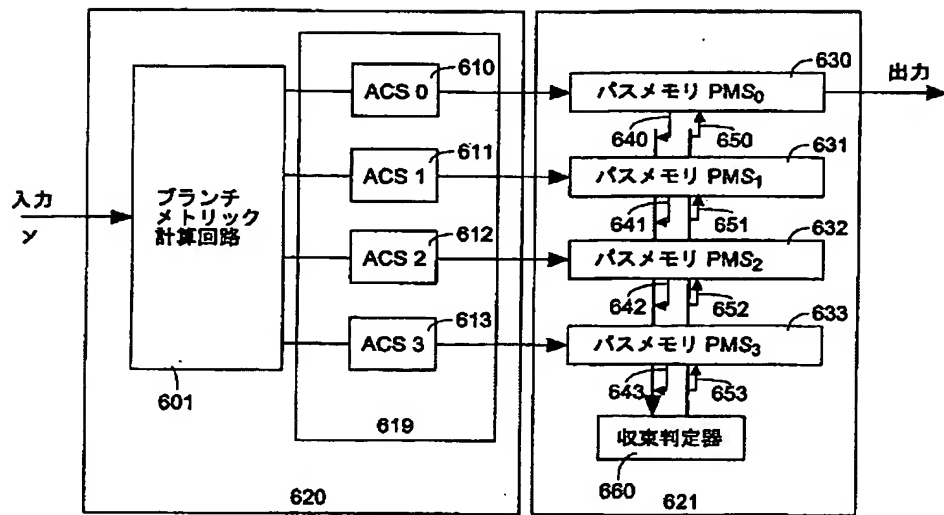 入力
y
ブランチ
メトリック
計算回路
601
ACS 0
610
ACS 1
611
ACS 2
612
ACS 3
613
619
620
パスメモリ PMS₀
630
出力
640
650
パスメモリ PMS₁
631
641
651
パスメモリ PMS₂
632
642
652
パスメモリ PMS₃
633
643
653
収束判定器
660
621